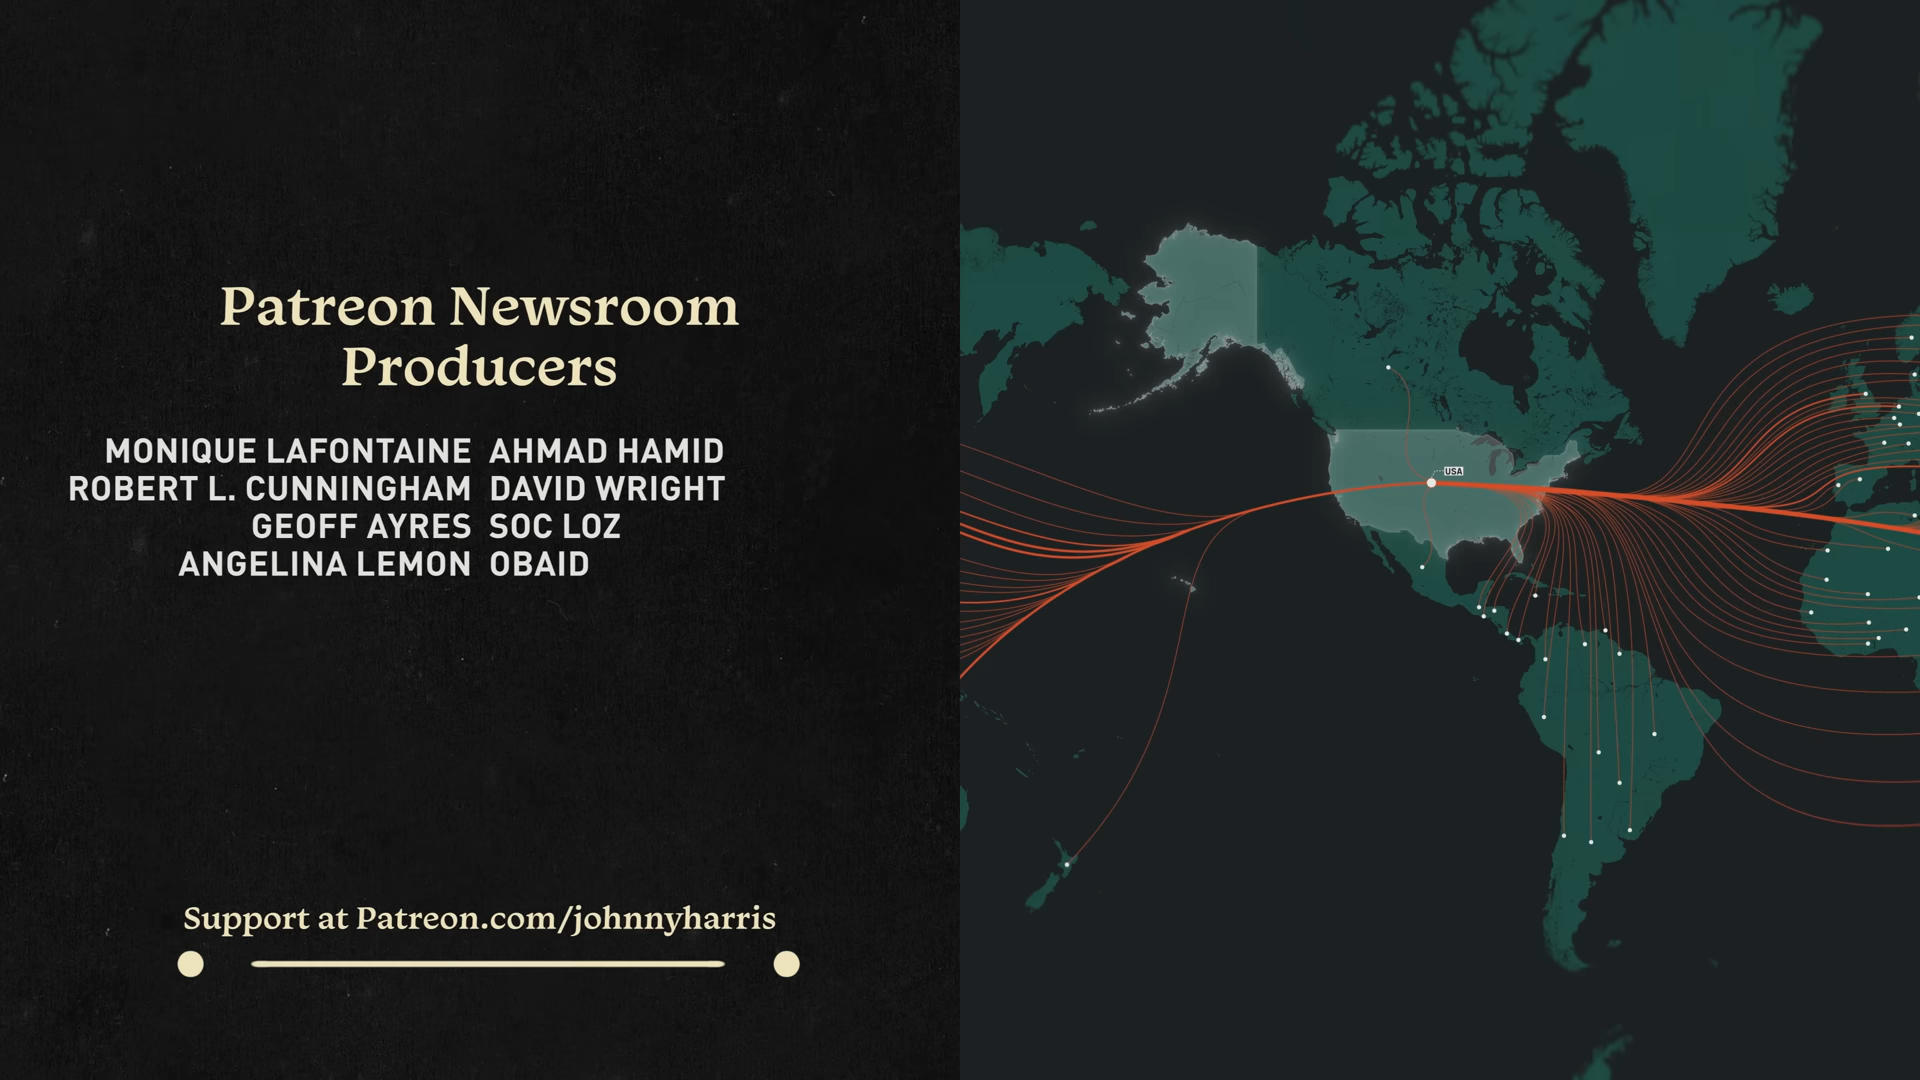 Patreon Newsroom
Producers
MONIQUE LAFONTAINE AHMAD HAMID
ROBERT L. CUNNINGHAM DAVID WRIGHT
GEOFF AYRES SOC LOZ
ANGELINA LEMON OBAID
Support at Patreon.com/johnnyharris
USA